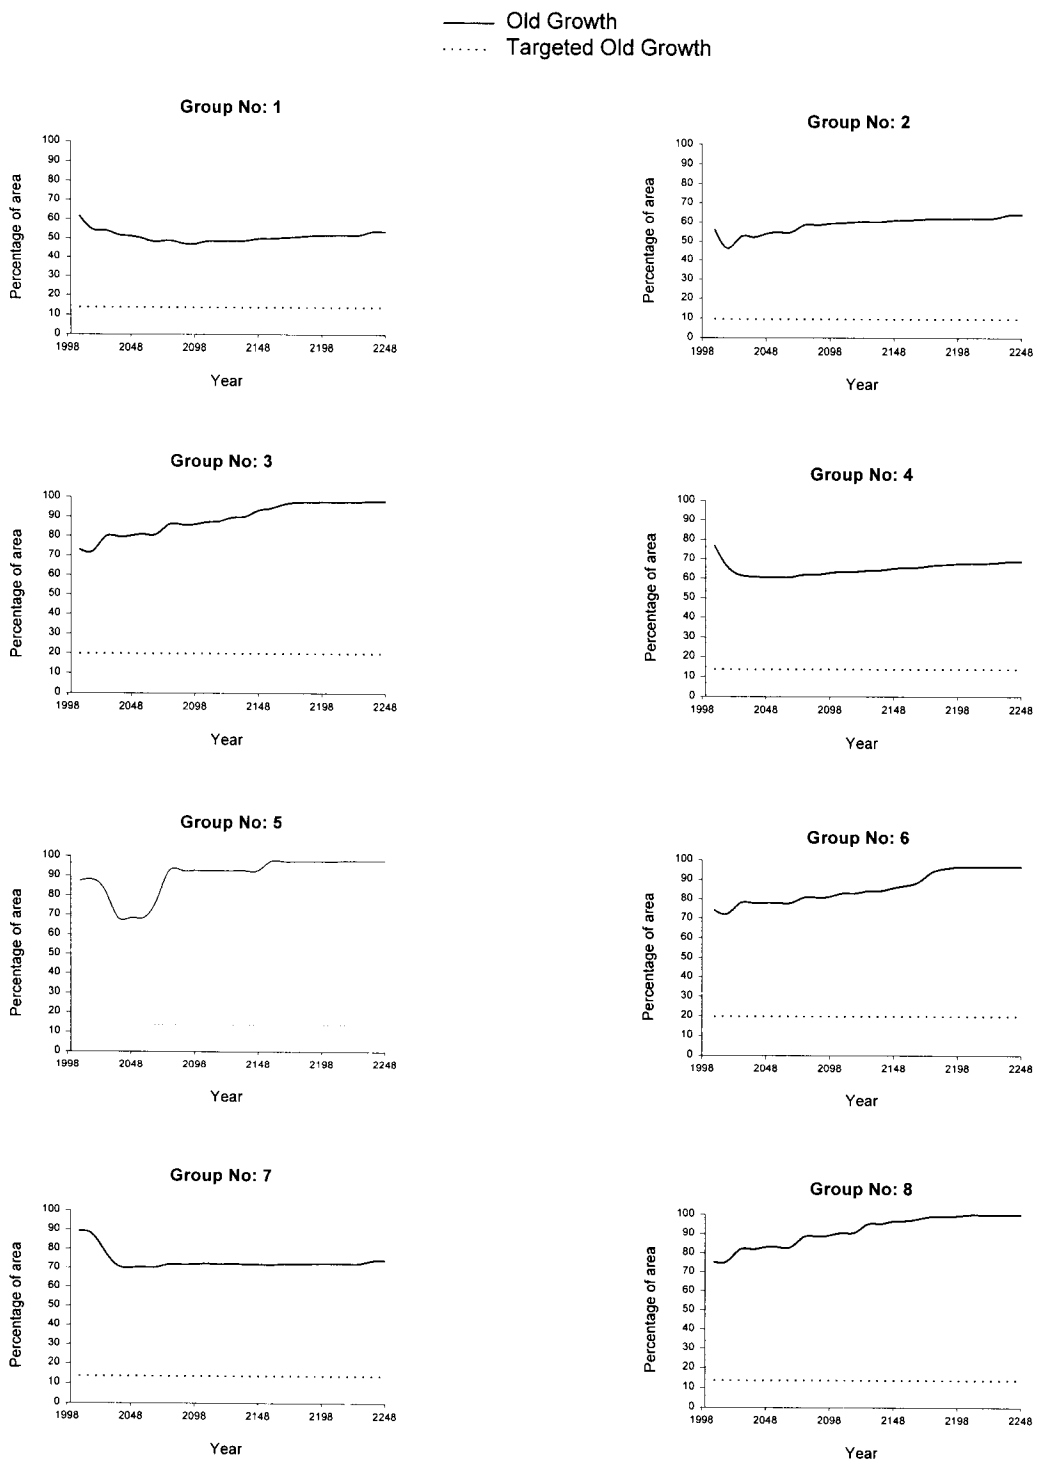 Old Growth
Targeted Old Growth
Group No: 1
100
90
80
70
60
50
40
30
20
10
0
Percentage of area
1998 2048 2098 2148 2198 2248
Year
Group No: 2
100
90
80
70
60
50
40
30
20
10
0
Percentage of area
1998 2048 2098 2148 2198 2248
Year
Group No: 3
100
90
80
70
60
50
40
30
20
10
0
Percentage of area
1998 2048 2098 2148 2198 2248
Year
Group No: 4
100
90
80
70
60
50
40
30
20
10
0
Percentage of area
1998 2048 2098 2148 2198 2248
Year
Group No: 5
100
90
80
70
60
50
40
30
20
10
0
Percentage of area
1998 2048 2098 2148 2198 2248
Year
Group No: 6
100
90
80
70
60
50
40
30
20
10
0
Percentage of area
1998 2048 2098 2148 2198 2248
Year
Group No: 7
100
90
80
70
60
50
40
30
20
10
0
Percentage of area
1998 2048 2098 2148 2198 2248
Year
Group No: 8
100
90
80
70
60
50
40
30
20
10
0
Percentage of area
1998 2048 2098 2148 2198 2248
Year